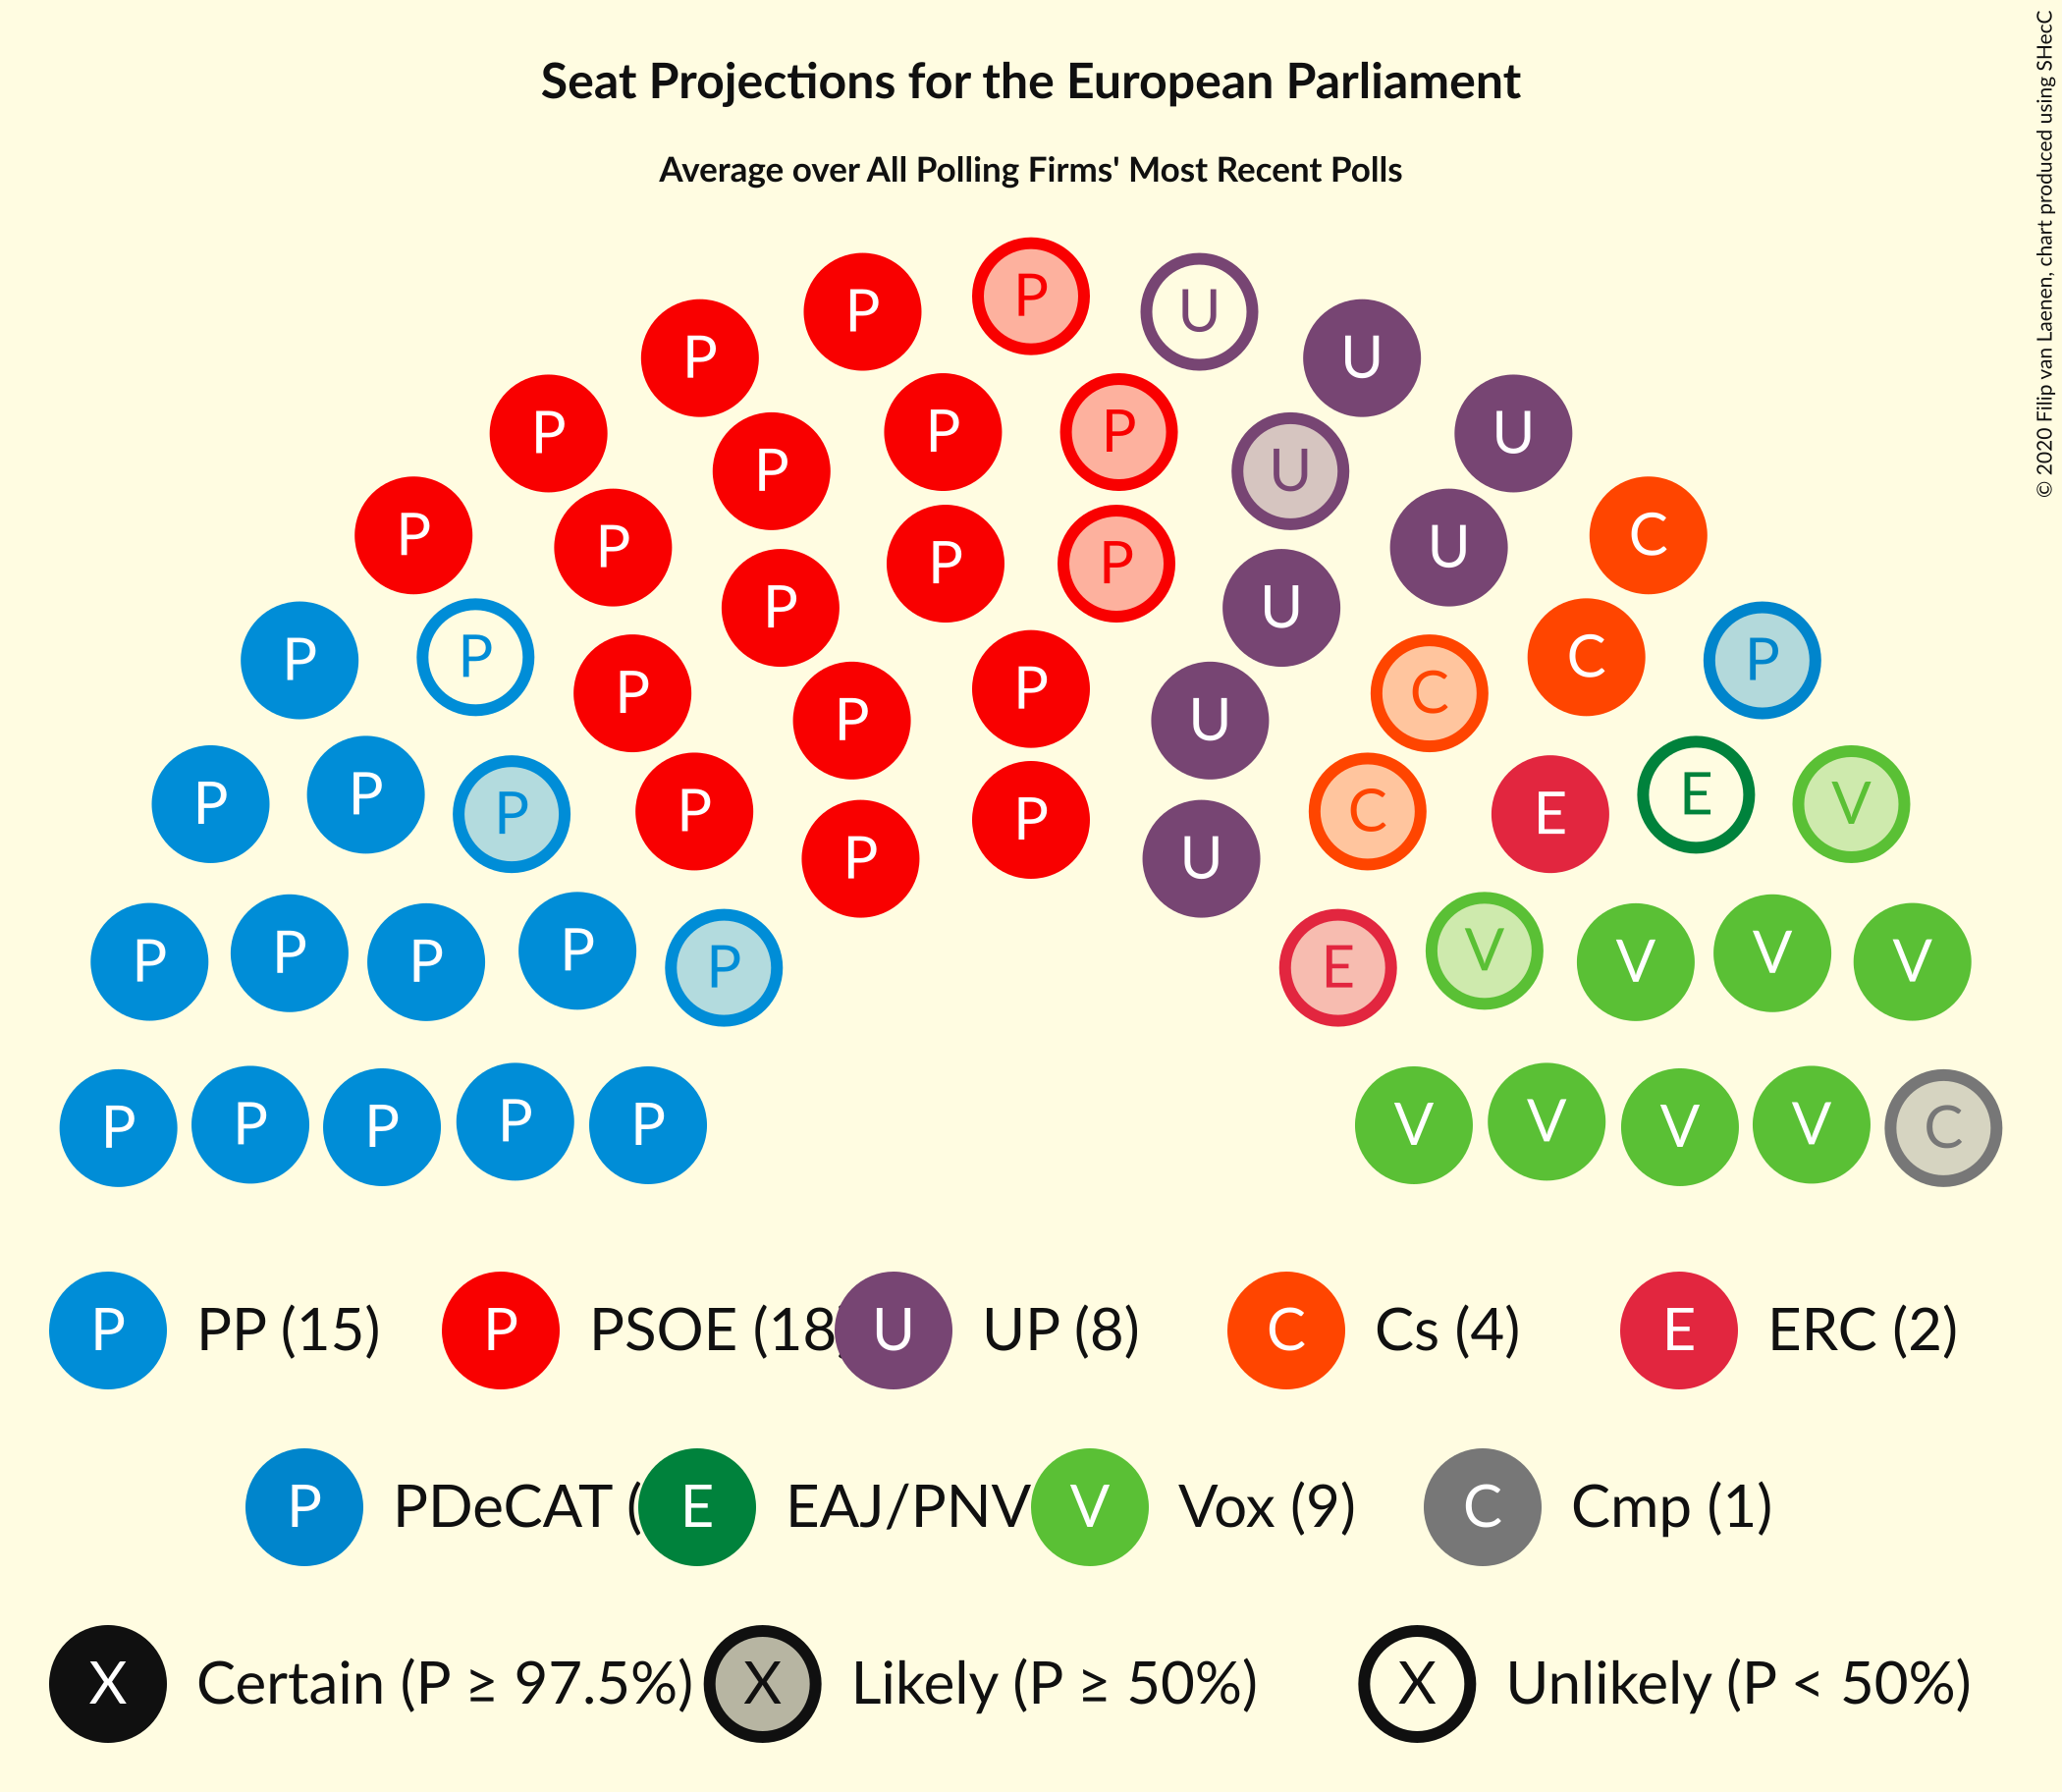 Seat Projections for the European Parliament
Average over All Polling Firms' Most Recent Polls
© 2020 Filip van Laenen, chart produced using SHecC
P
P U
P U
P P P U
P U
P P P P U C
P U
P P C P
P P C
P U
P P P P P C E E V
P U
P P P P P E V V V V
P P P P P V V V V C
P PP (15) P PSOE (18 U UP (8) C Cs (4) E ERC (2)
P PDeCAT ( E EAJ/PNV V Vox (9) C Cmp (1)
X Certain (P ≥ 97.5%) X Likely (P ≥ 50%) X Unlikely (P < 50%)